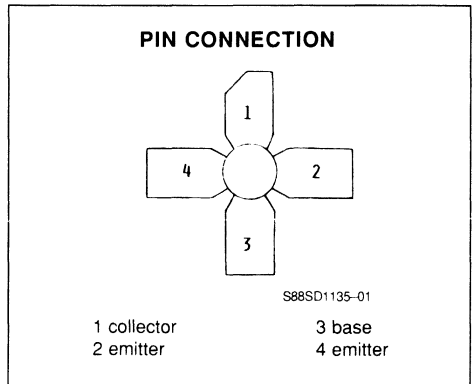 PIN CONNECTION
1
4 2
3
S88SD1135-01
1 collector 3 base
2 emitter 4 emitter